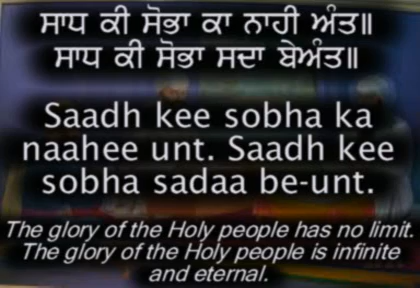 ਸਾਧ ਕੀ ਸੋਭਾ ਕਾ ਨਾਹੀ ਅੰਤ॥
ਸਾਧ ਕੀ ਸੋਭਾ ਸਦਾ ਬੇਅੰਤ॥
Saadh kee sobha ka
naahee unt. Saadh kee
sobha sadaa be-unt.
The glory of the Holy people has no limit.
The glory of the Holy people is infinite
and eternal.